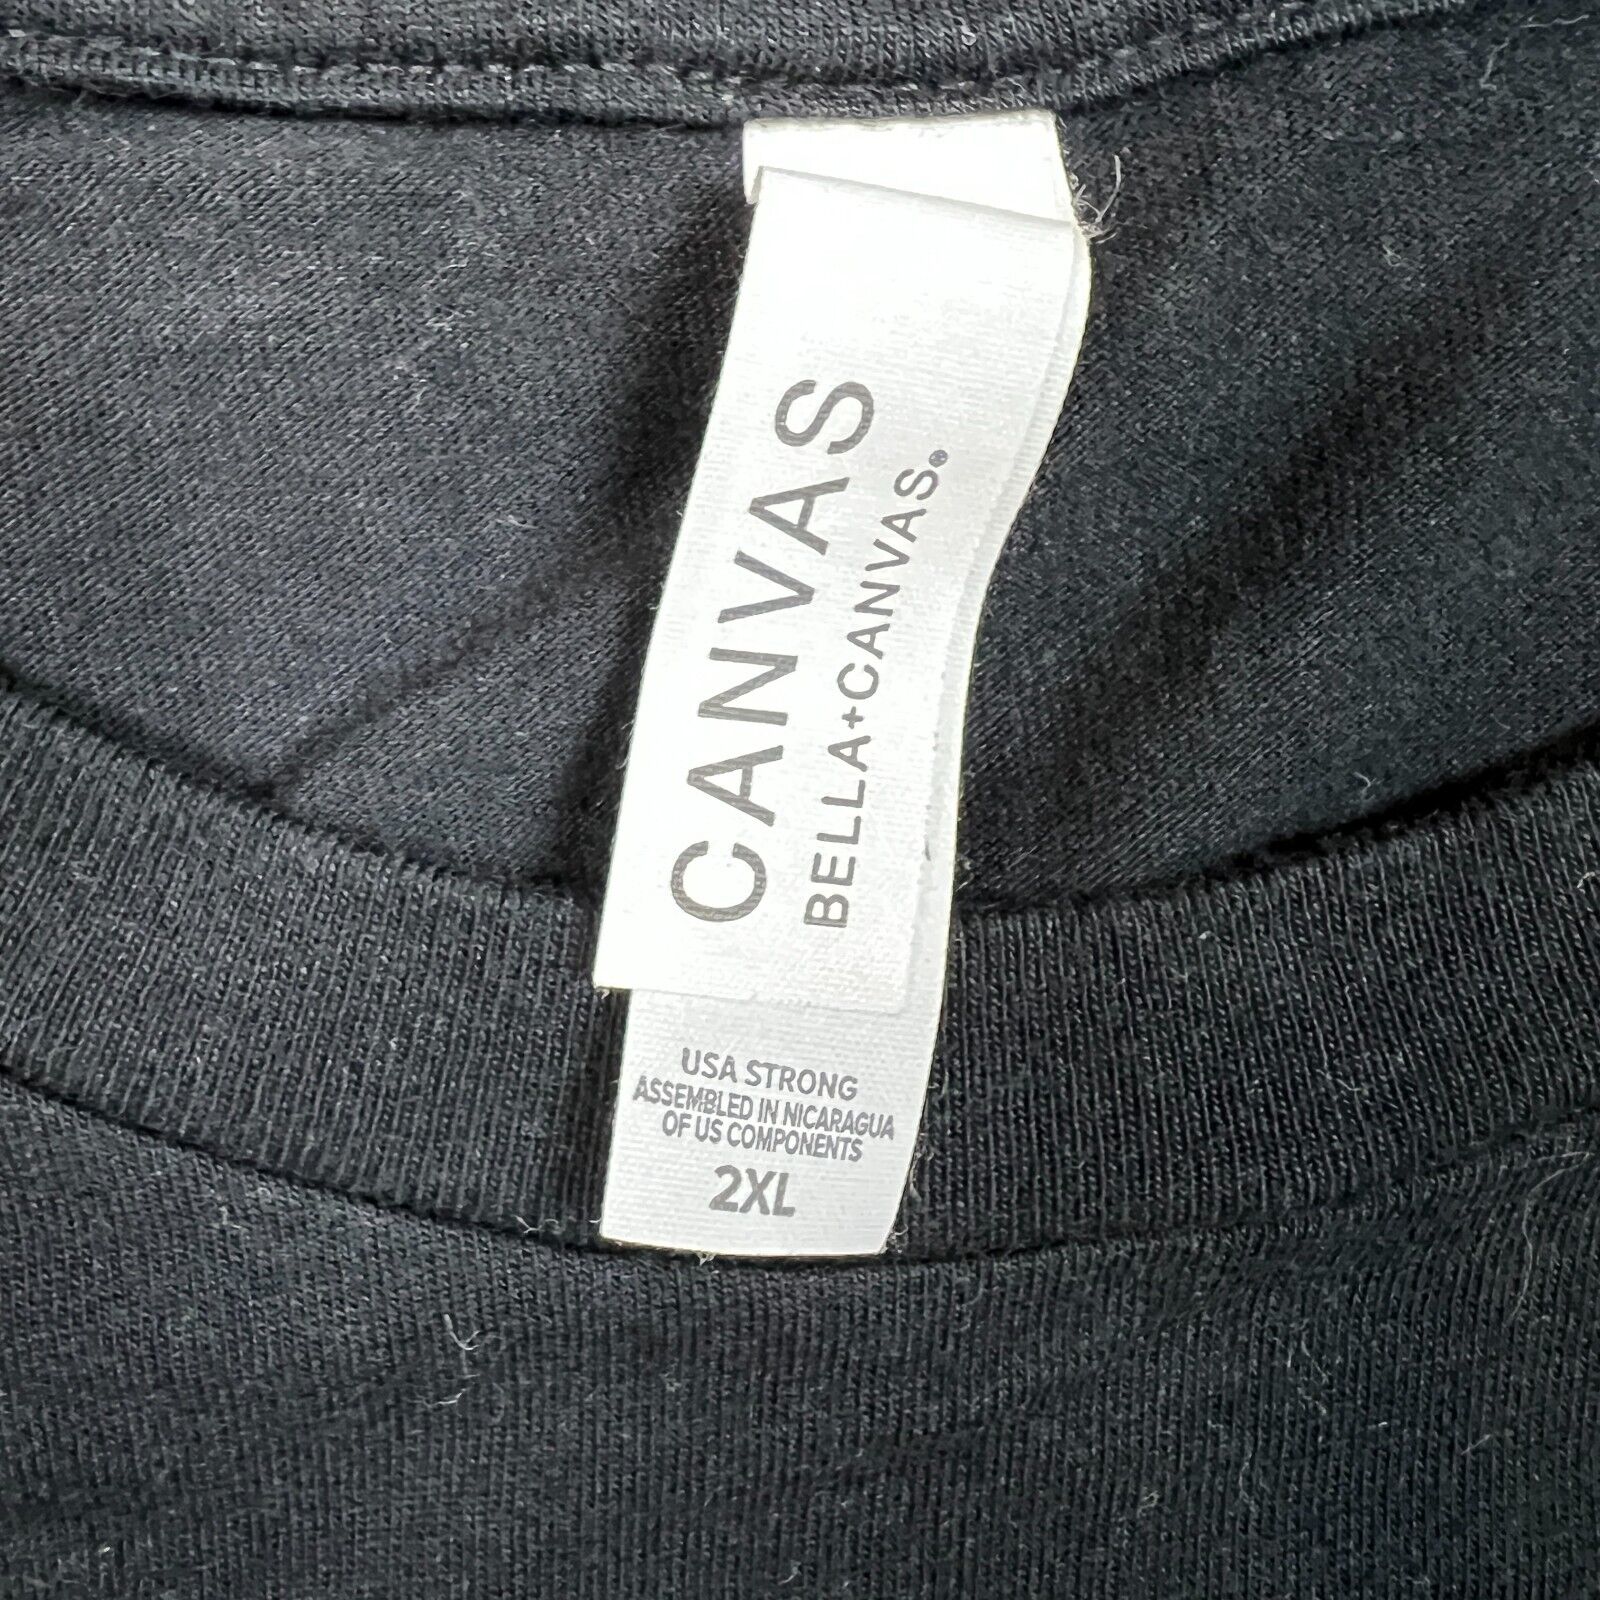 CANVAS
BELLA+CANVAS®
USA STRONG
ASSEMBLED IN NICARAGUA
OF US COMPONENTS
2XL